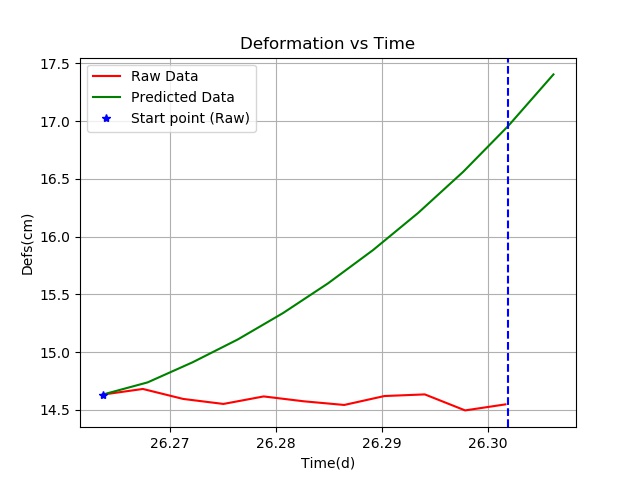 Deformation vs Time
Raw Data
Predicted Data
Start point (Raw)
17.5
17.0
16.5
16.0
15.5
15.0
14.5
Defs(cm)
26.27 26.28 26.29 26.30
Time(d)